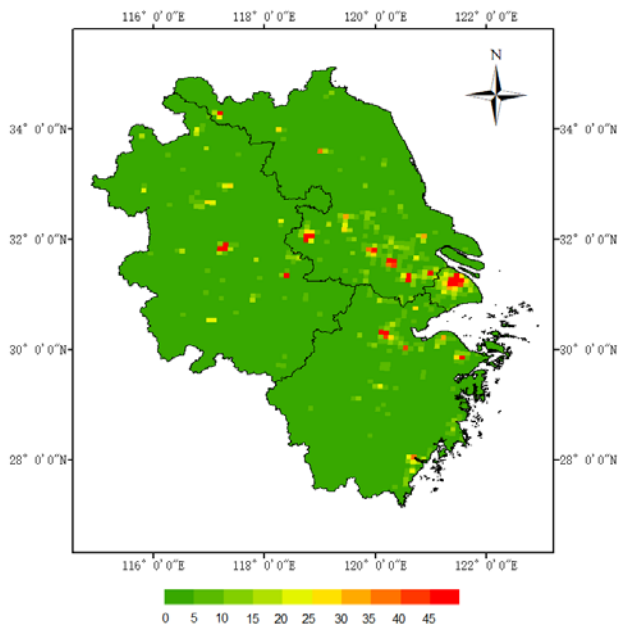 116° 0′0″E 118° 0′0″E 120° 0′0″E 122° 0′0″E
N
34° 0′0″N 34° 0′0″N
32° 0′0″N 32° 0′0″N
30° 0′0″N 30° 0′0″N
28° 0′0″N 28° 0′0″N
116° 0′0″E 118° 0′0″E 120° 0′0″E 122° 0′0″E
0 5 10 15 20 25 30 35 40 45